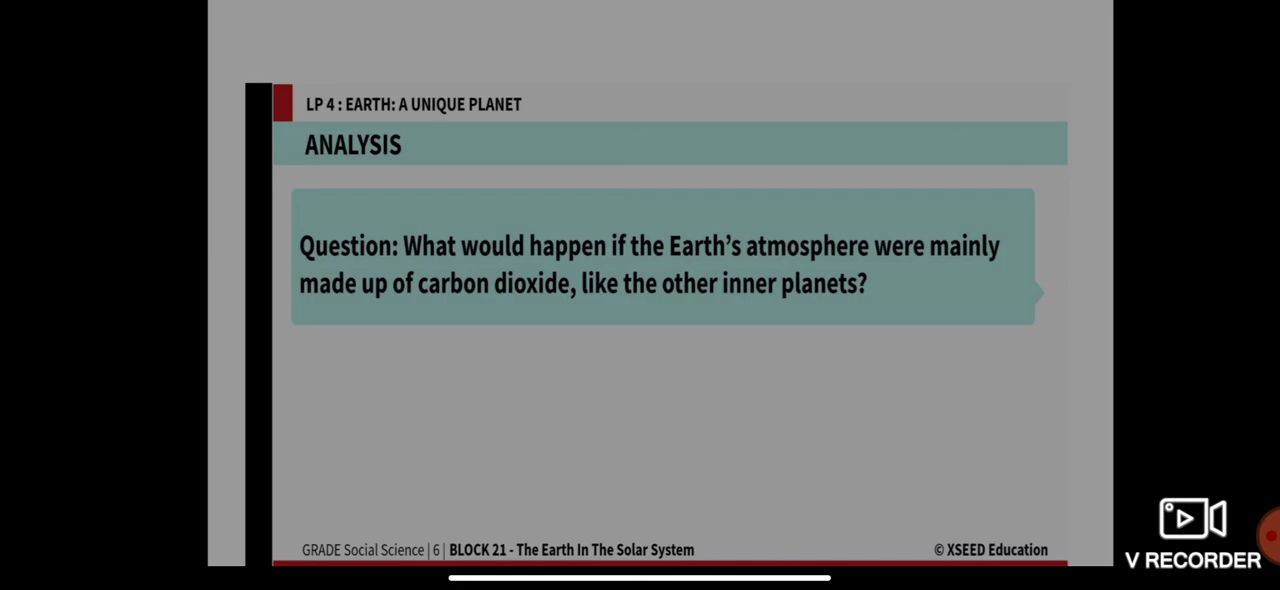 LP 4 : EARTH: A UNIQUE PLANET
ANALYSIS
Question: What would happen if the Earth’s atmosphere were mainly
made up of carbon dioxide, like the other inner planets?
GRADE Social Science | 6 | BLOCK 21 - The Earth In The Solar System
© XSEED Education
V RECORDER